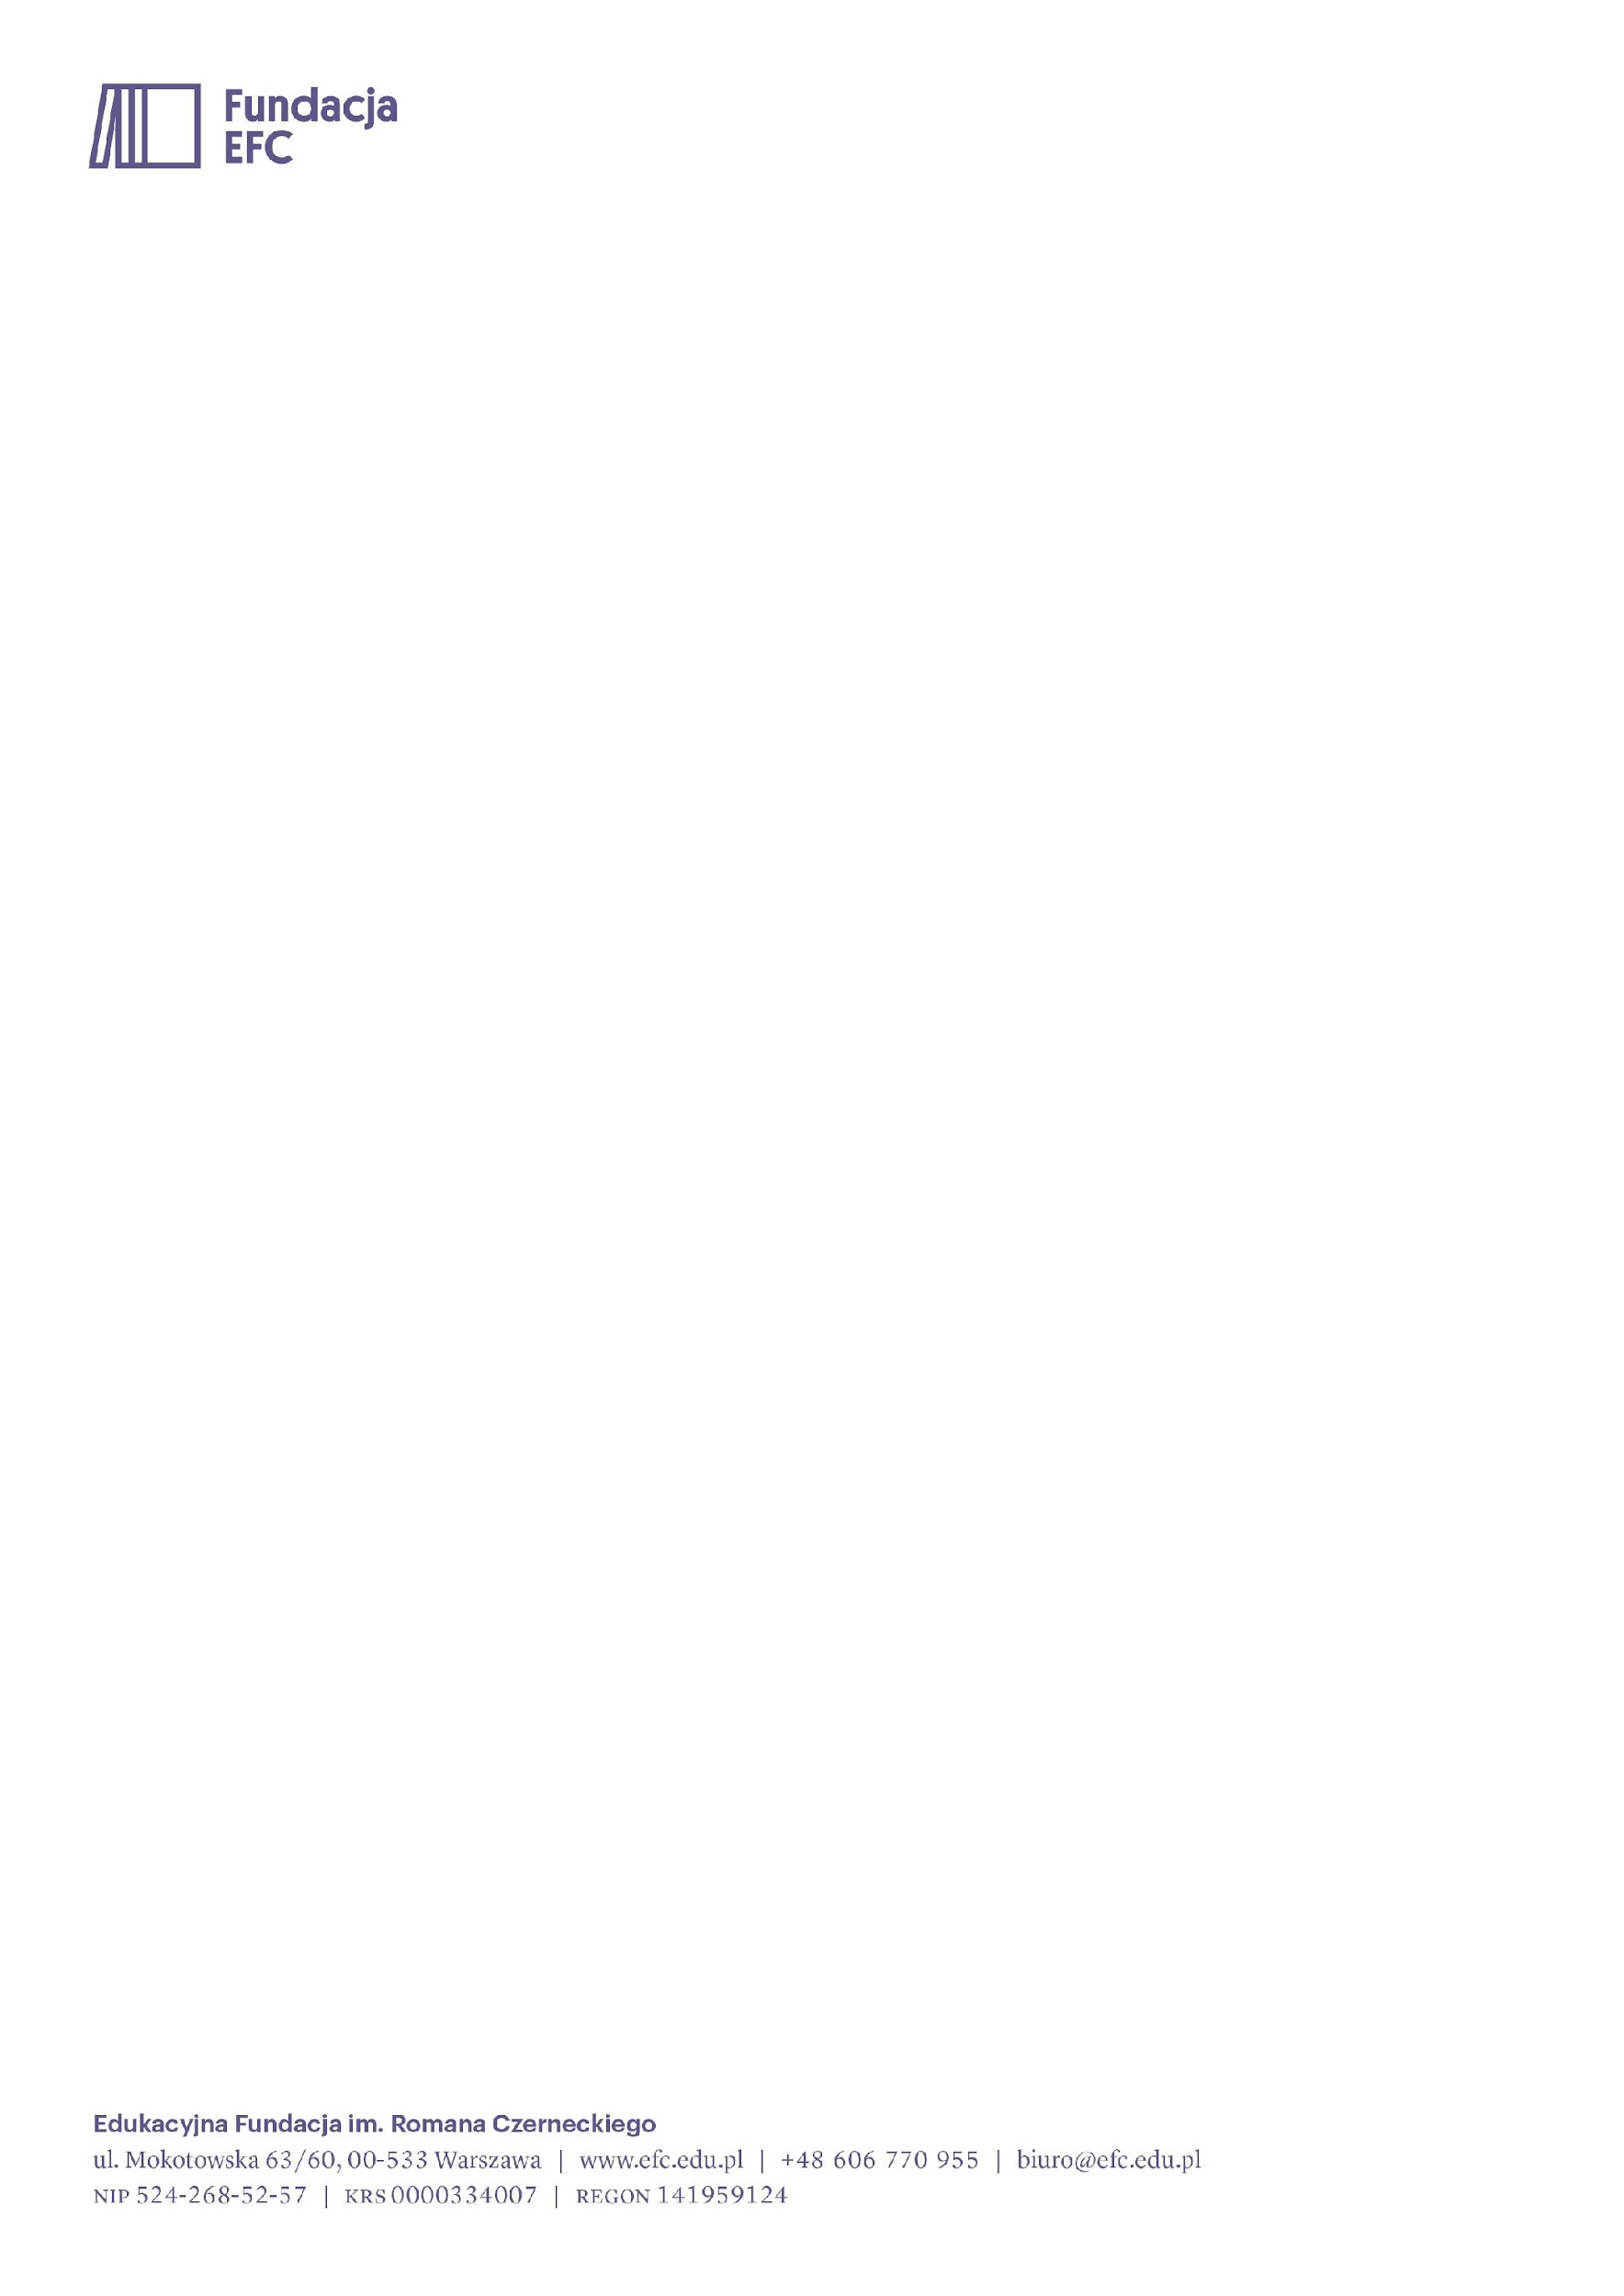 Fundacja
EFC
Edukacyjna Fundacja im. Romana Czerneckiego
ul. Mokotowska 63/60, 00-533 Warszawa | www.efc.edu.pl | +48 606 770 955 | biuro@efc.edu.pl
NIP 524-268-52-57 | KRS 0000334007 | REGON 141959124